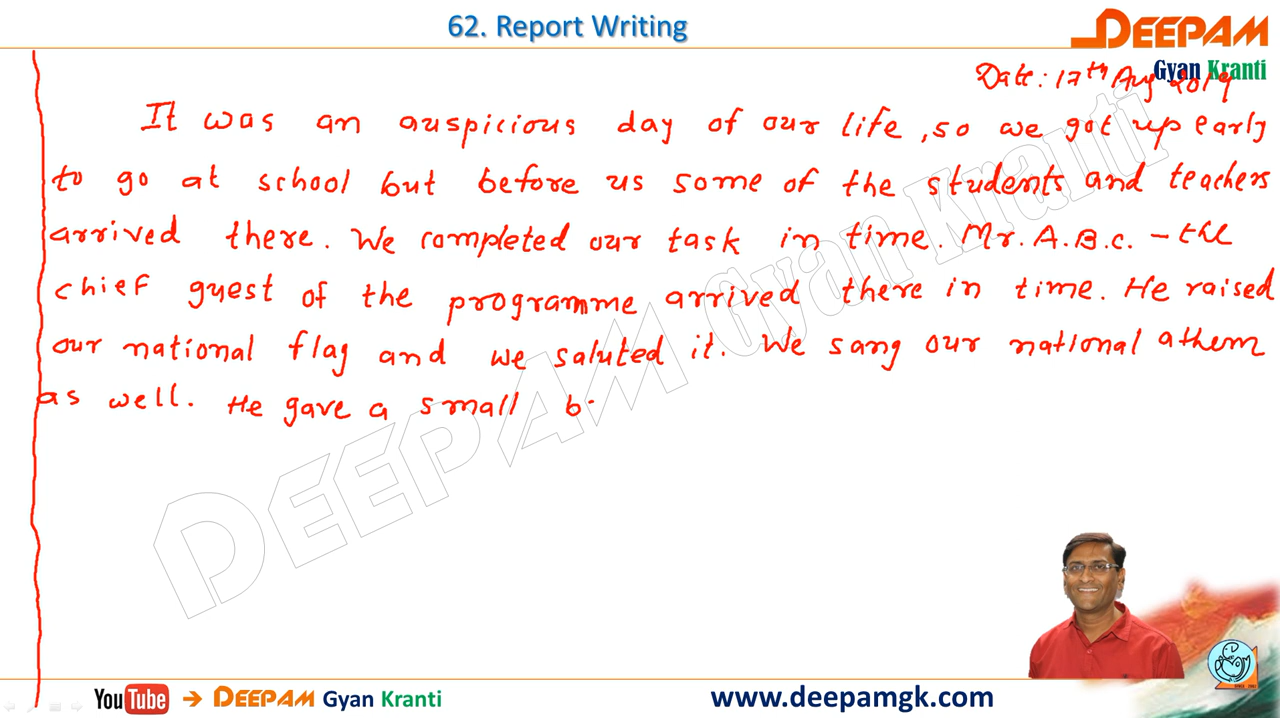 62. Report Writing
DEEPAM
Gyan Kranti
Date: 17th Aug 2019
It was an auspicious day of our life, so we got up early
to go at school but before us some of the students and teachers
arrived there. We completed our task in time. Mr. A.B.C. - the
chief guest of the programme arrived there in time. He raised
our national flag and we saluted it. We sang our national athem
as well. He gave a small b
DEEPAM Gyan Kranti
YouTube → DEEPAM Gyan Kranti
www.deepamgk.com